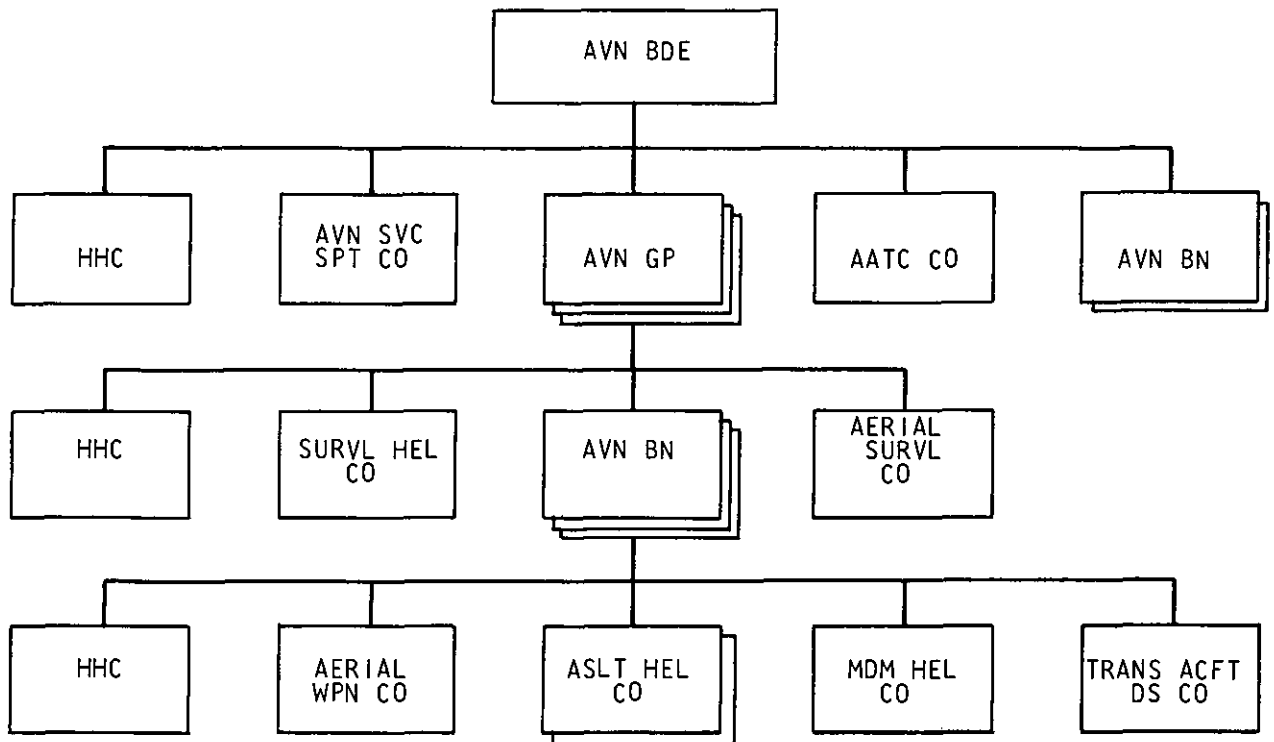 AVN BDE
HHC
AVN SVC
SPT CO
AVN GP
AATC CO
AVN BN
HHC
SURVL HEL
CO
AVN BN
AERIAL
SURVL
CO
HHC
AERIAL
WPN CO
ASLT HEL
CO
MDM HEL
CO
TRANS ACFT
DS CO